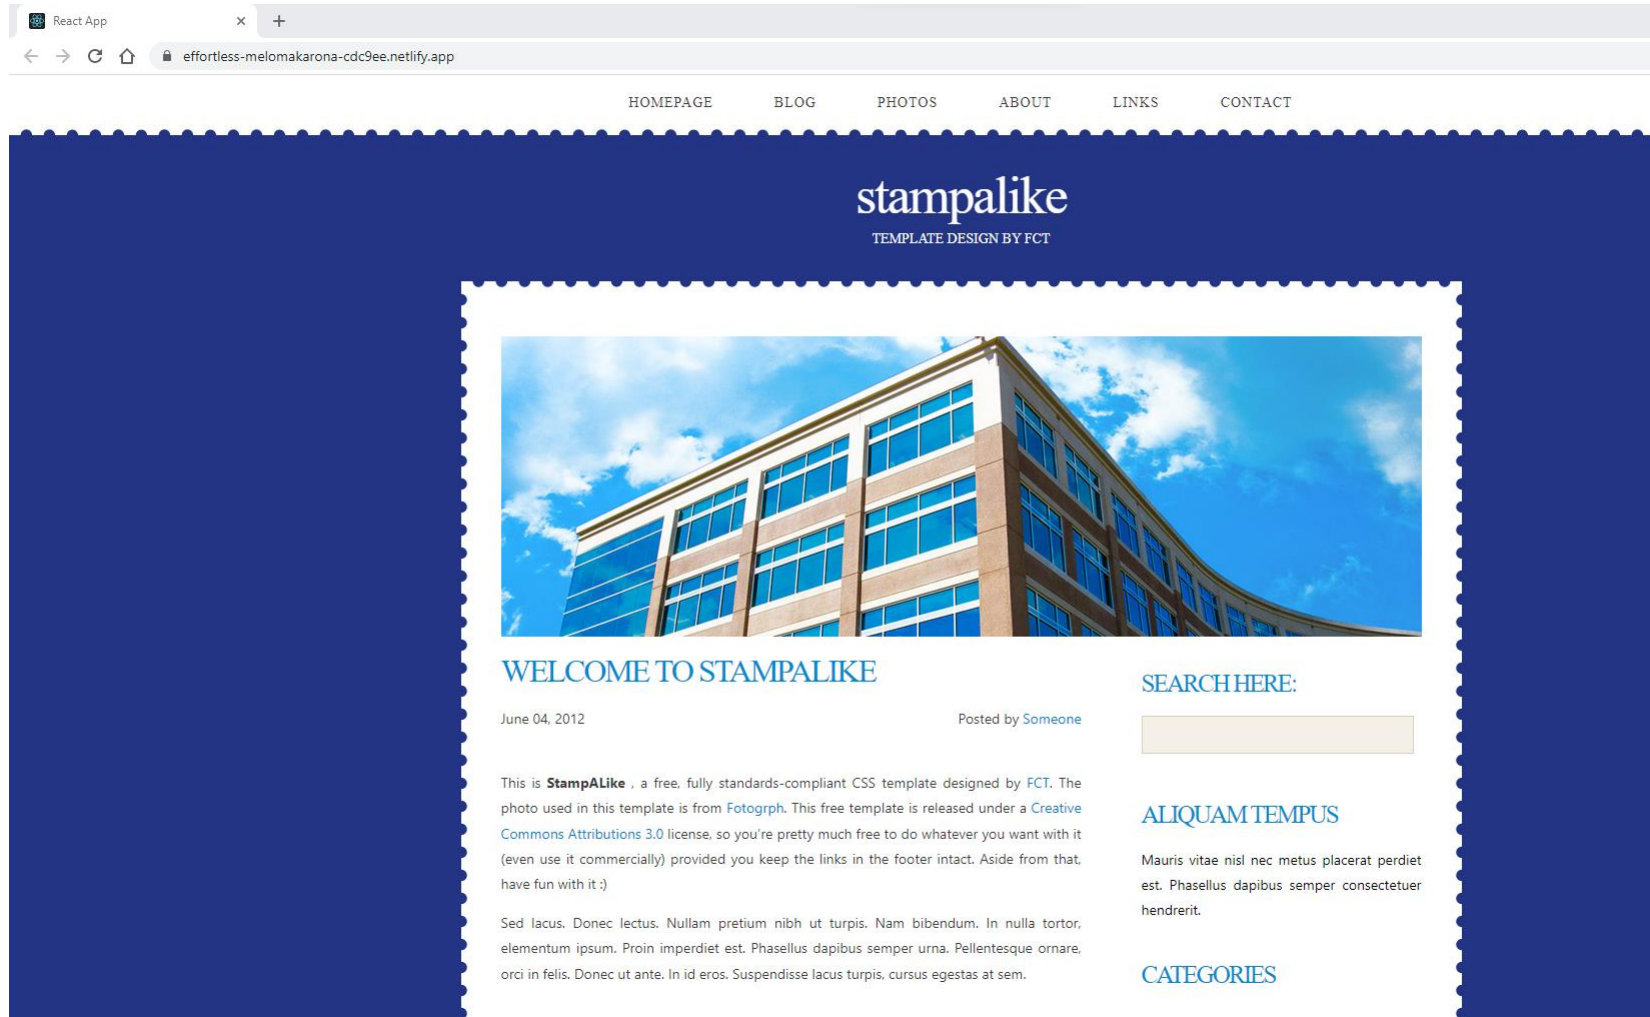 React App
effortless-melomakarona-cdc9ee.netlify.app
HOMEPAGE BLOG PHOTOS ABOUT LINKS CONTACT
stampalike
TEMPLATE DESIGN BY FCT
WELCOME TO STAMPALIKE
June 04, 2012 Posted by Someone
This is StampALike , a free, fully standards-compliant CSS template designed by FCT. The
photo used in this template is from Fotogrph. This free template is released under a Creative
Commons Attributions 3.0 license, so you're pretty much free to do whatever you want with it
(even use it commercially) provided you keep the links in the footer intact. Aside from that,
have fun with it :)
Sed lacus. Donec lectus. Nullam pretium nibh ut turpis. Nam bibendum. In nulla tortor,
elementum ipsum. Proin imperdiet est. Phasellus dapibus semper urna. Pellentesque ornare,
orci in felis. Donec ut ante. In id eros. Suspendisse lacus turpis, cursus egestas at sem.
SEARCH HERE:
ALIQUAM TEMPUS
Mauris vitae nisl nec metus placerat perdiet
est. Phasellus dapibus semper consectetuer
hendrerit.
CATEGORIES